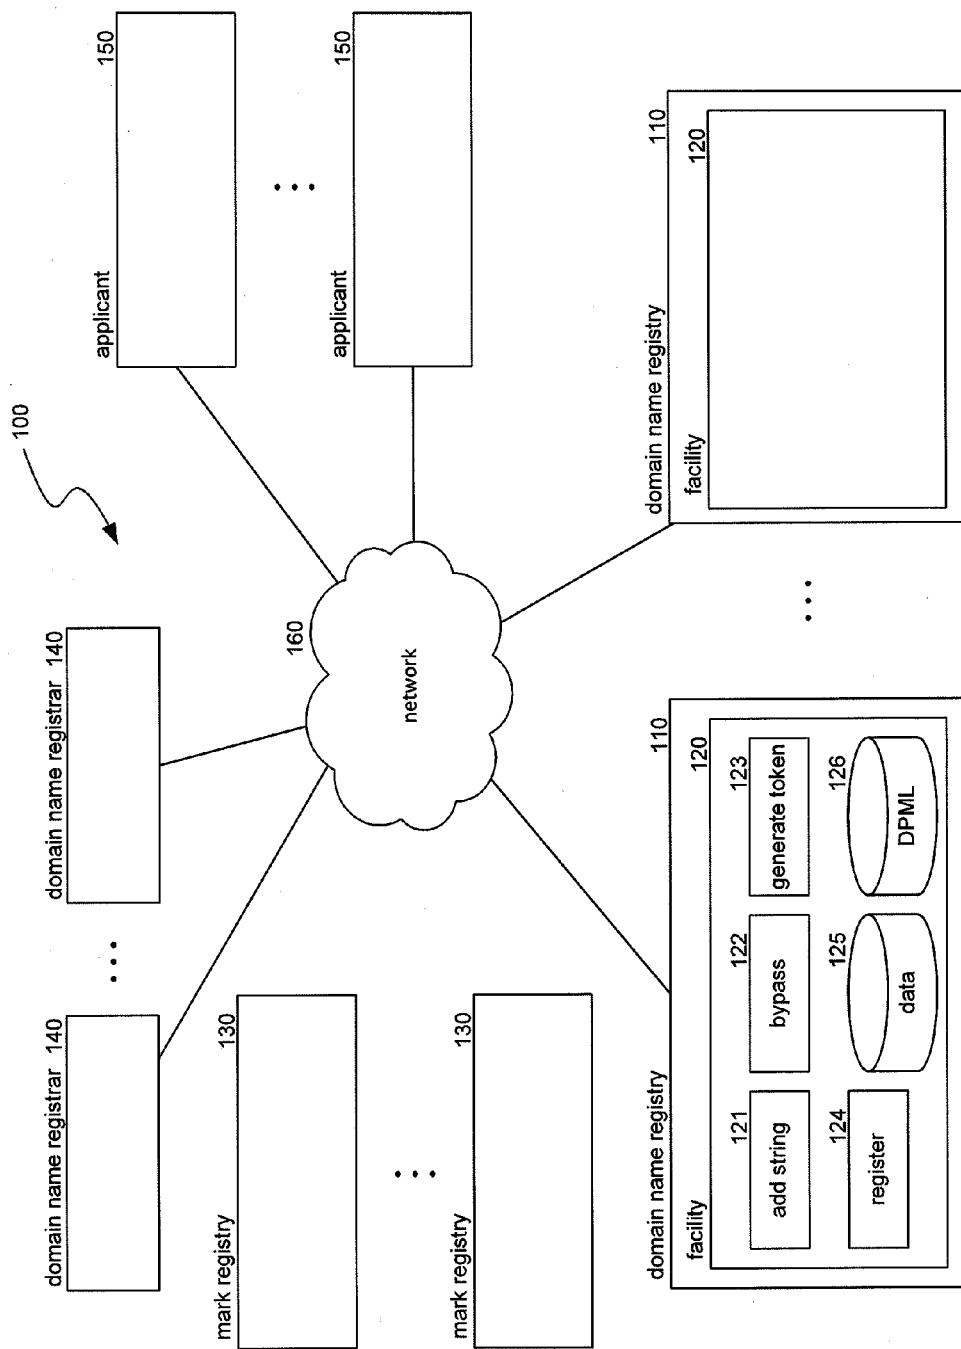 100
domain name registrar 140
domain name registrar 140
mark registry 130
mark registry 130
160
network
applicant 150
applicant 150
domain name registry 110
facility 120
add string 121
bypass 122
generate token 123
register 124
data 125
DPML 126
domain name registry 110
facility 120